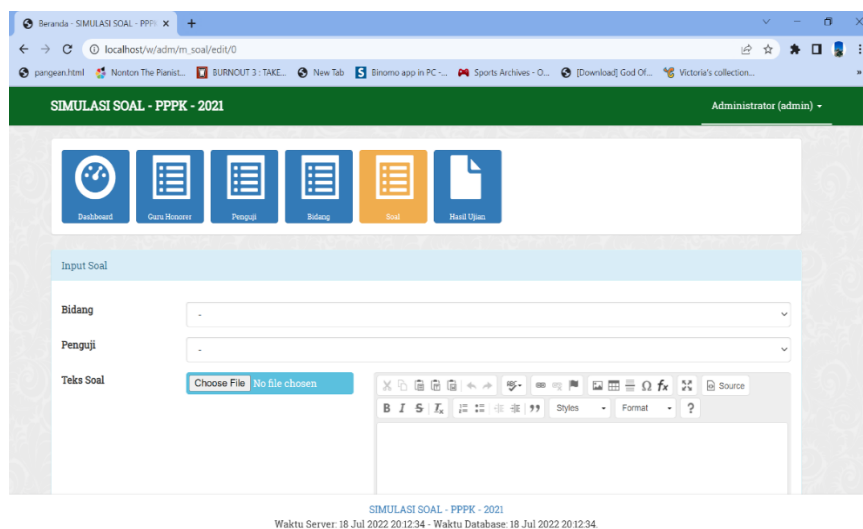 Beranda - SIMULASI SOAL - PPPK
localhost/w/adm/m_soal/edit/0
pangean.html Nonton The Pianist... BURNOUT 3 : TAKE... New Tab Binomo app in PC -... Sports Archives - O... [Download] God Of... Victoria's collection... »
SIMULASI SOAL - PPPK - 2021 Administrator (admin)
Dashboard Guru Honorer Penguji Bidang Soal Hasil Ujian
Input Soal
Bidang -
Penguji -
Teks Soal Choose File No file chosen
Ω fx Source
B I S Ix Styles Format ?
SIMULASI SOAL - PPPK - 2021
Waktu Server: 18 Jul 2022 20:12:34 - Waktu Database: 18 Jul 2022 20:12:34.